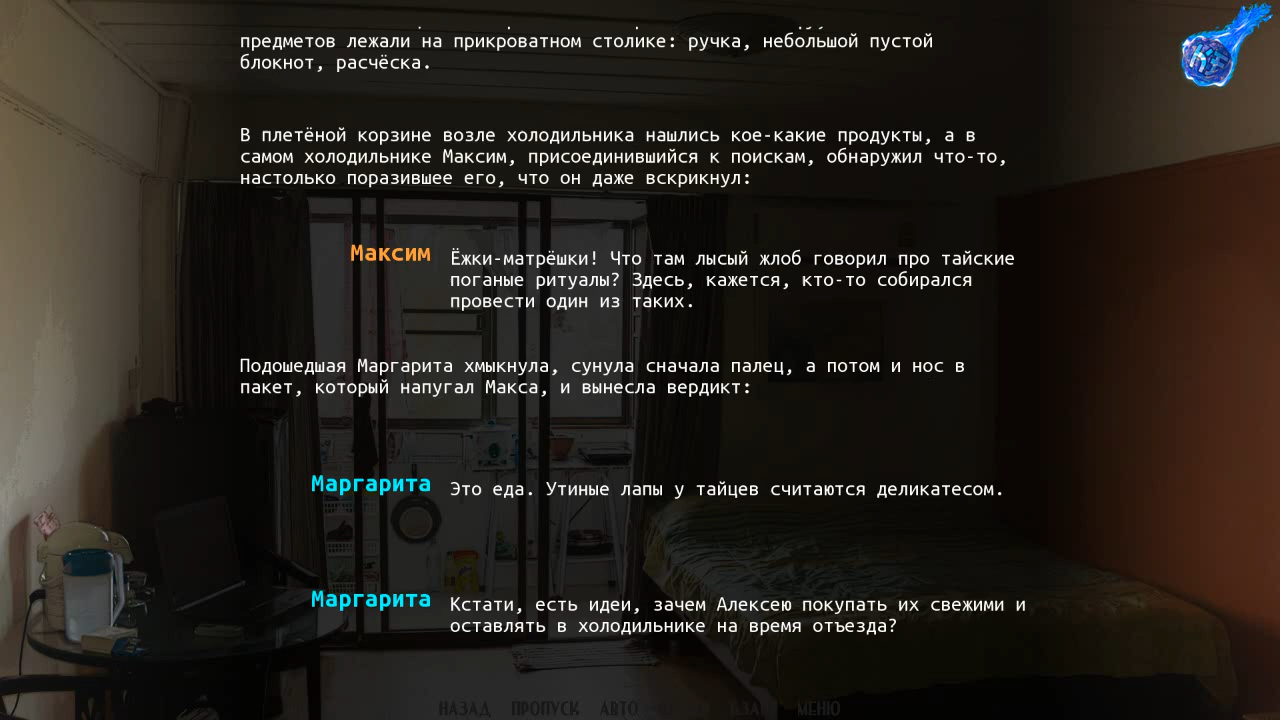 предметов лежали на прикроватном столике: ручка, небольшой пустой
блокнот, расчёска.
В плетёной корзине возле холодильника нашлись кое-какие продукты, а в
самом холодильнике Максим, присоединившийся к поискам, обнаружил что-то,
настолько поразившее его, что он даже вскрикнул:
Максим
Ёжки-матрёшки! Что там лысый жлоб говорил про тайские
поганые ритуалы? Здесь, кажется, кто-то собирался
провести один из таких.
Подошедшая Маргарита хмыкнула, сунула сначала палец, а потом и нос в
пакет, который напугал Макса, и вынесла вердикт:
Маргарита
Это еда. Утиные лапы у тайцев считаются деликатесом.
Маргарита
Кстати, есть идеи, зачем Алексею покупать их свежими и
оставлять в холодильнике на время отъезда?
НАЗАД ПРОПУСК АВТО МЕНЮ